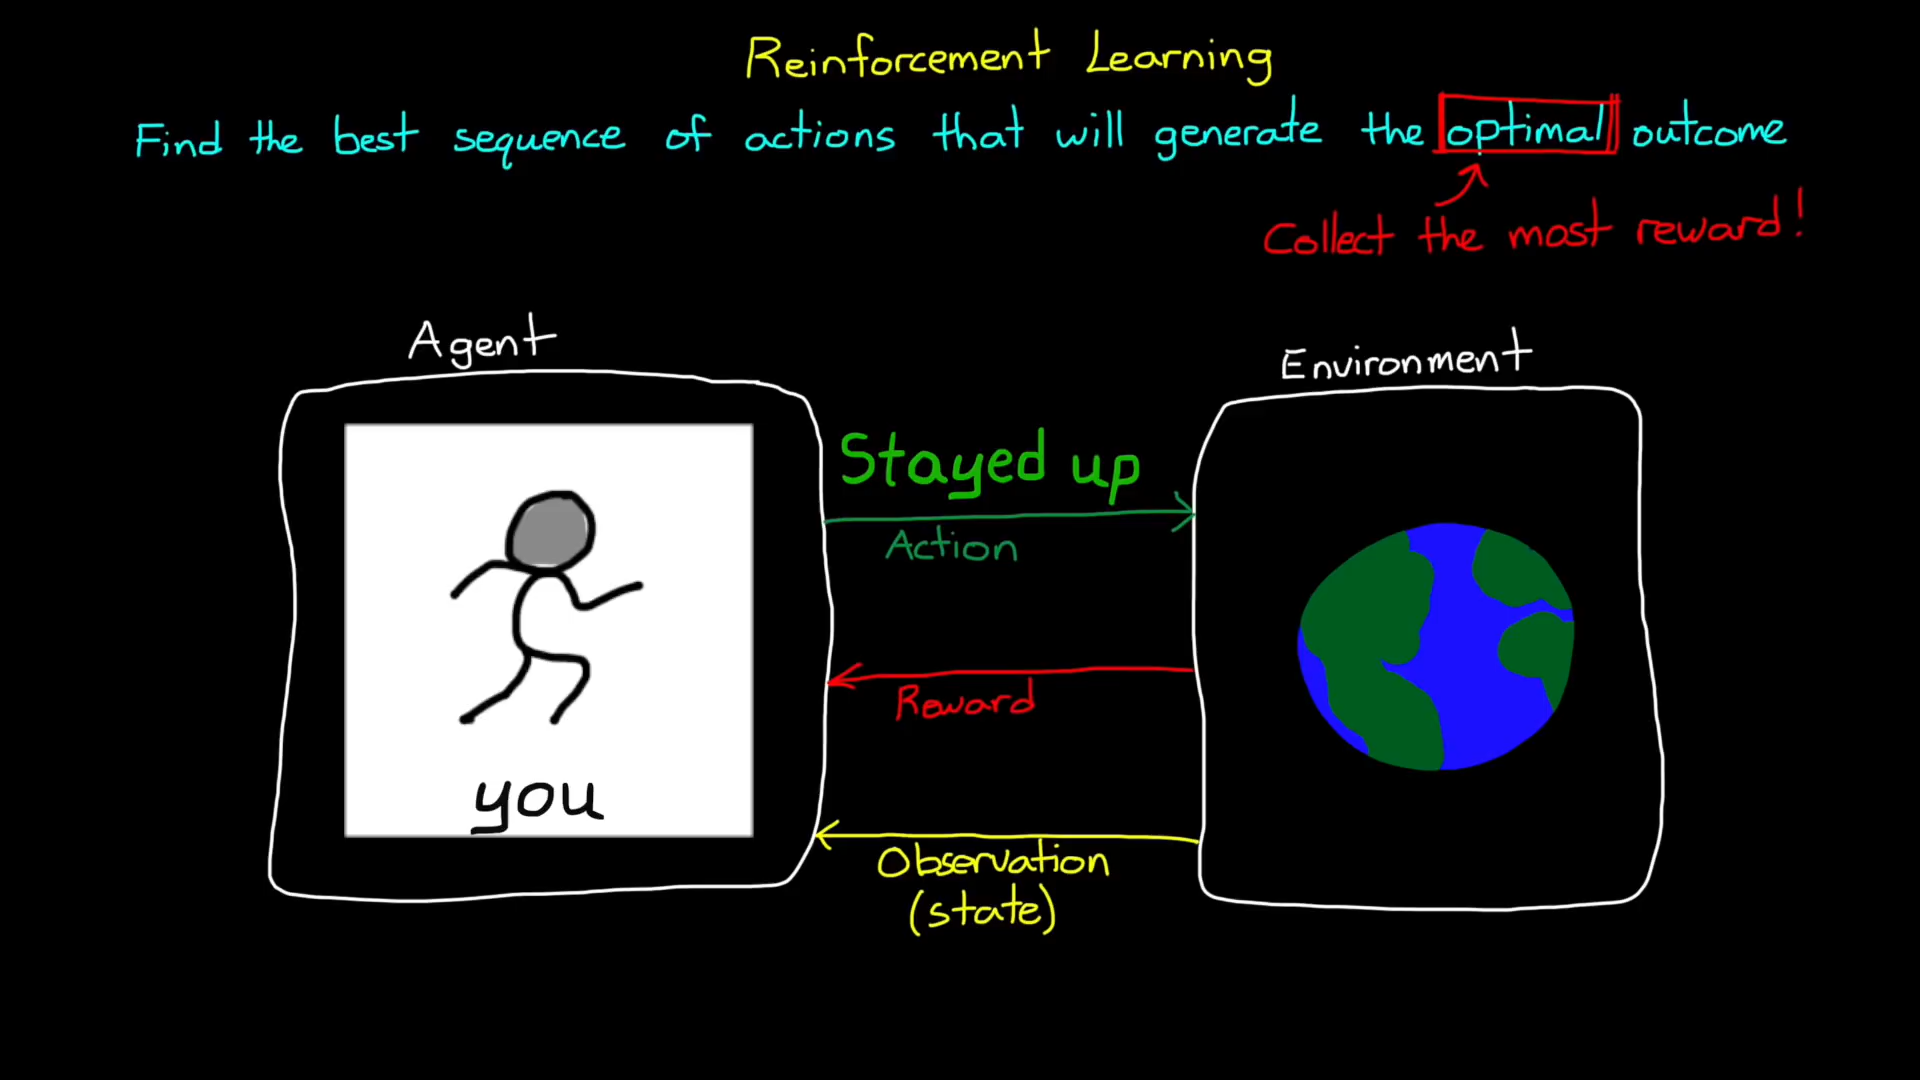 Reinforcement Learning
Find the best sequence of actions that will generate the optimal outcome
Collect the most reward!
Agent
Environment
Stayed up
Action
Reward
you
Observation
(state)